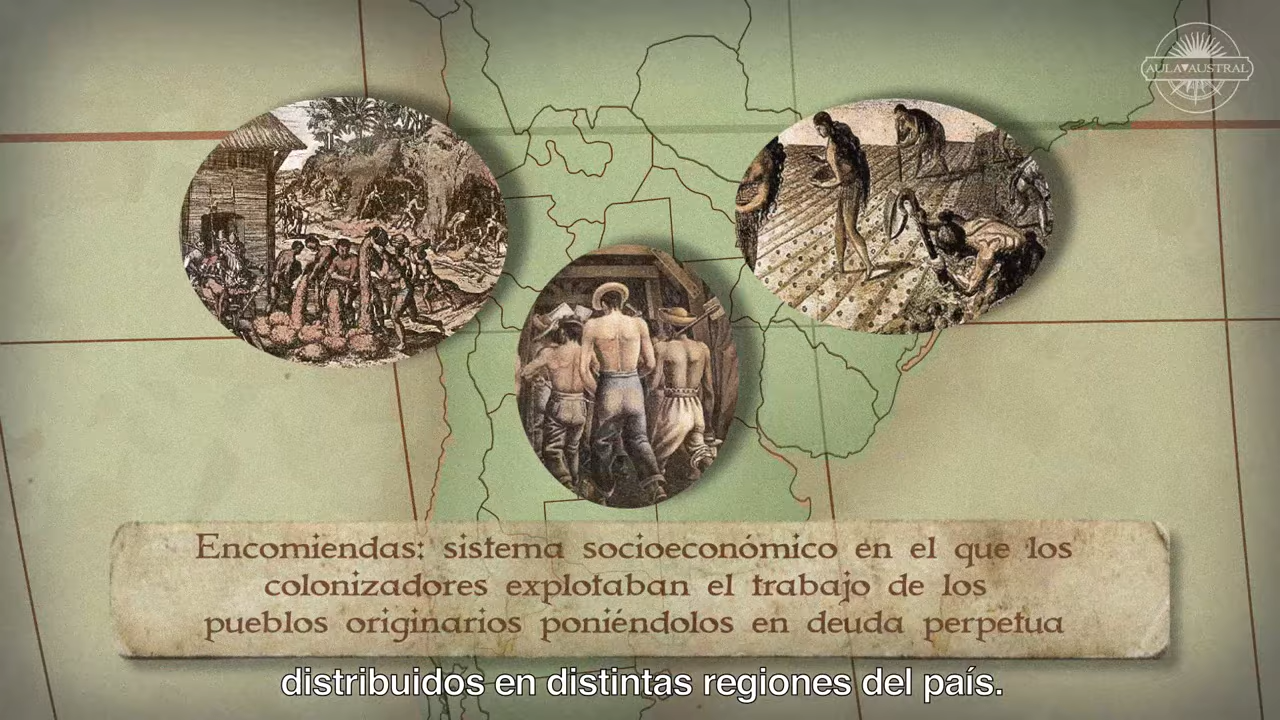 AULA AUSTRAL
Encomiendas: sistema socioeconómico en el que los
colonizadores explotaban el trabajo de los
pueblos originarios poniéndolos en deuda perpetua
distribuidos en distintas regiones del país.